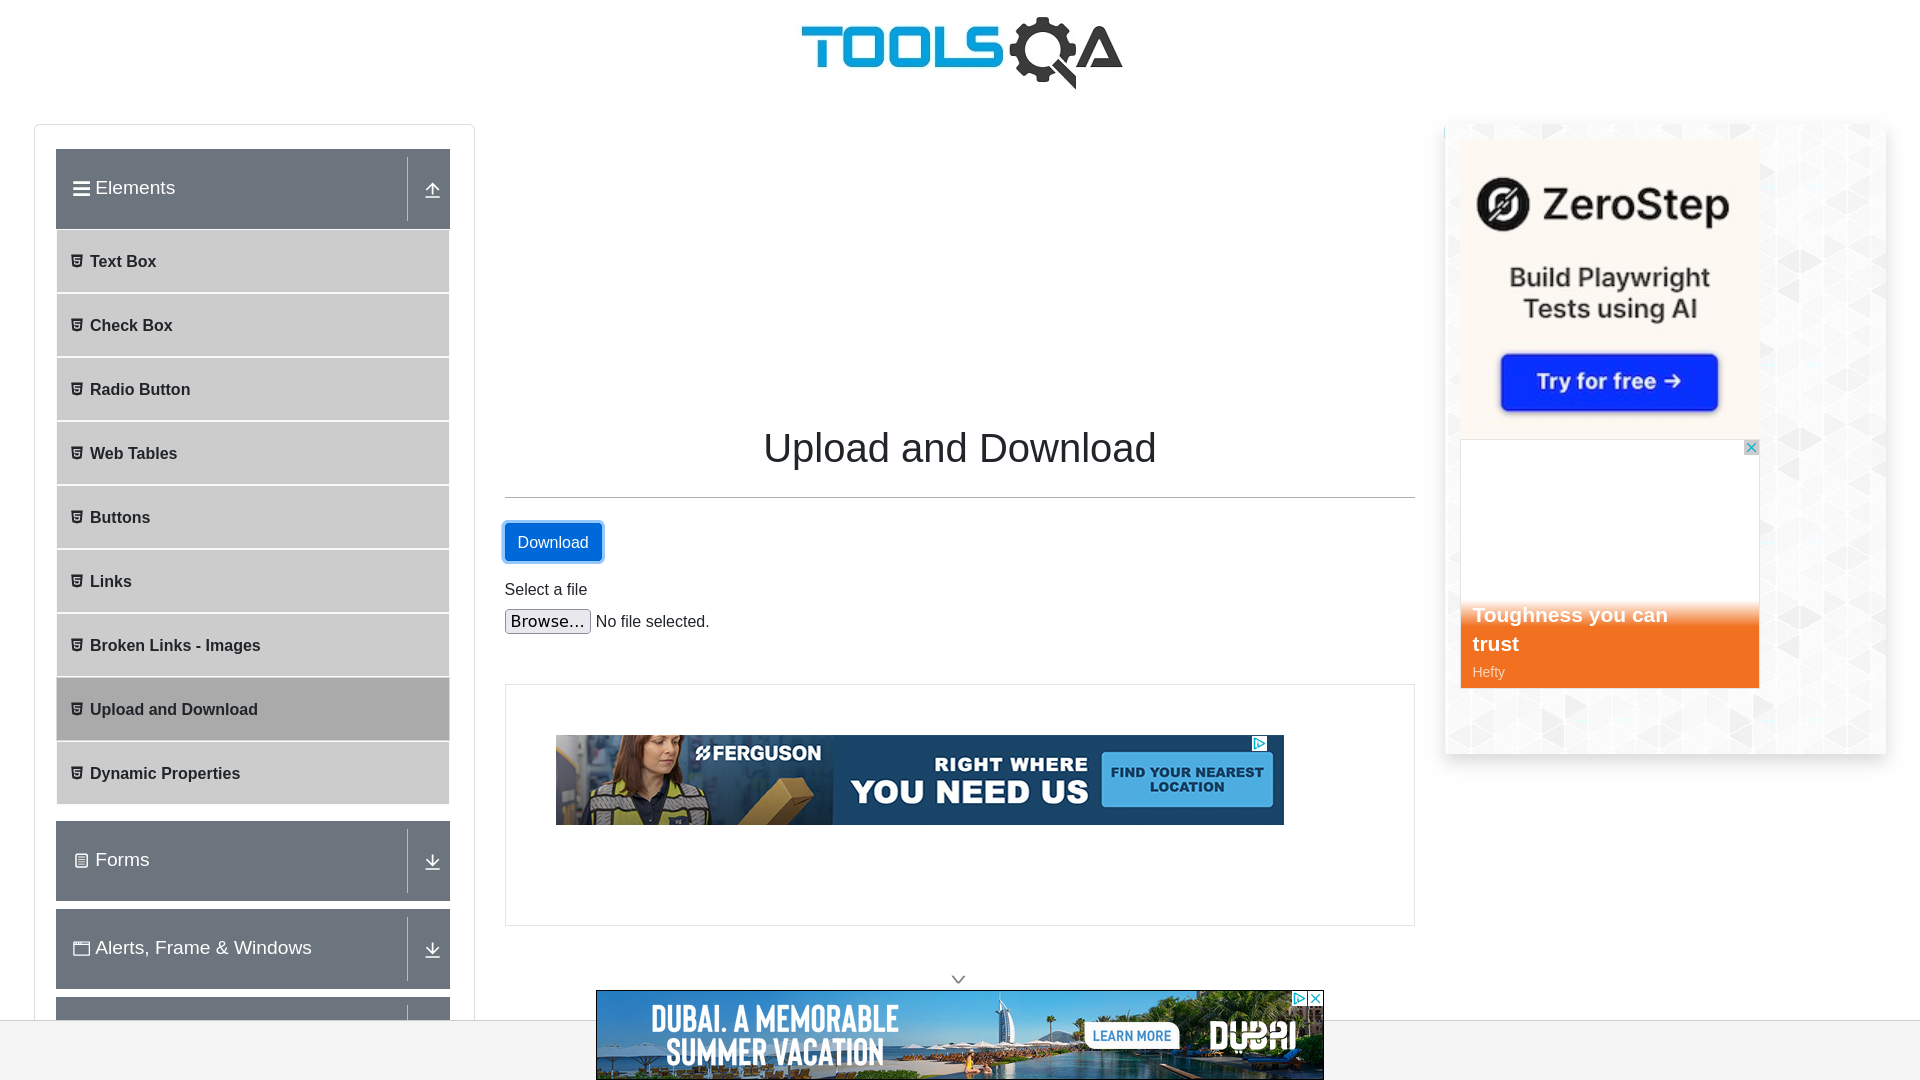 TOOLSQA
Elements
Text Box
Check Box
Radio Button
Web Tables
Buttons
Links
Broken Links - Images
Upload and Download
Dynamic Properties
Forms
Alerts, Frame & Windows
Upload and Download
Download
Select a file
Browse... No file selected.
FERGUSON
RIGHT WHERE
YOU NEED US
FIND YOUR NEAREST
LOCATION
ZeroStep
Build Playwright
Tests using AI
Try for free →
Toughness you can
trust
Hefty
DUBAI. A MEMORABLE
SUMMER VACATION
LEARN MORE
DUBAI